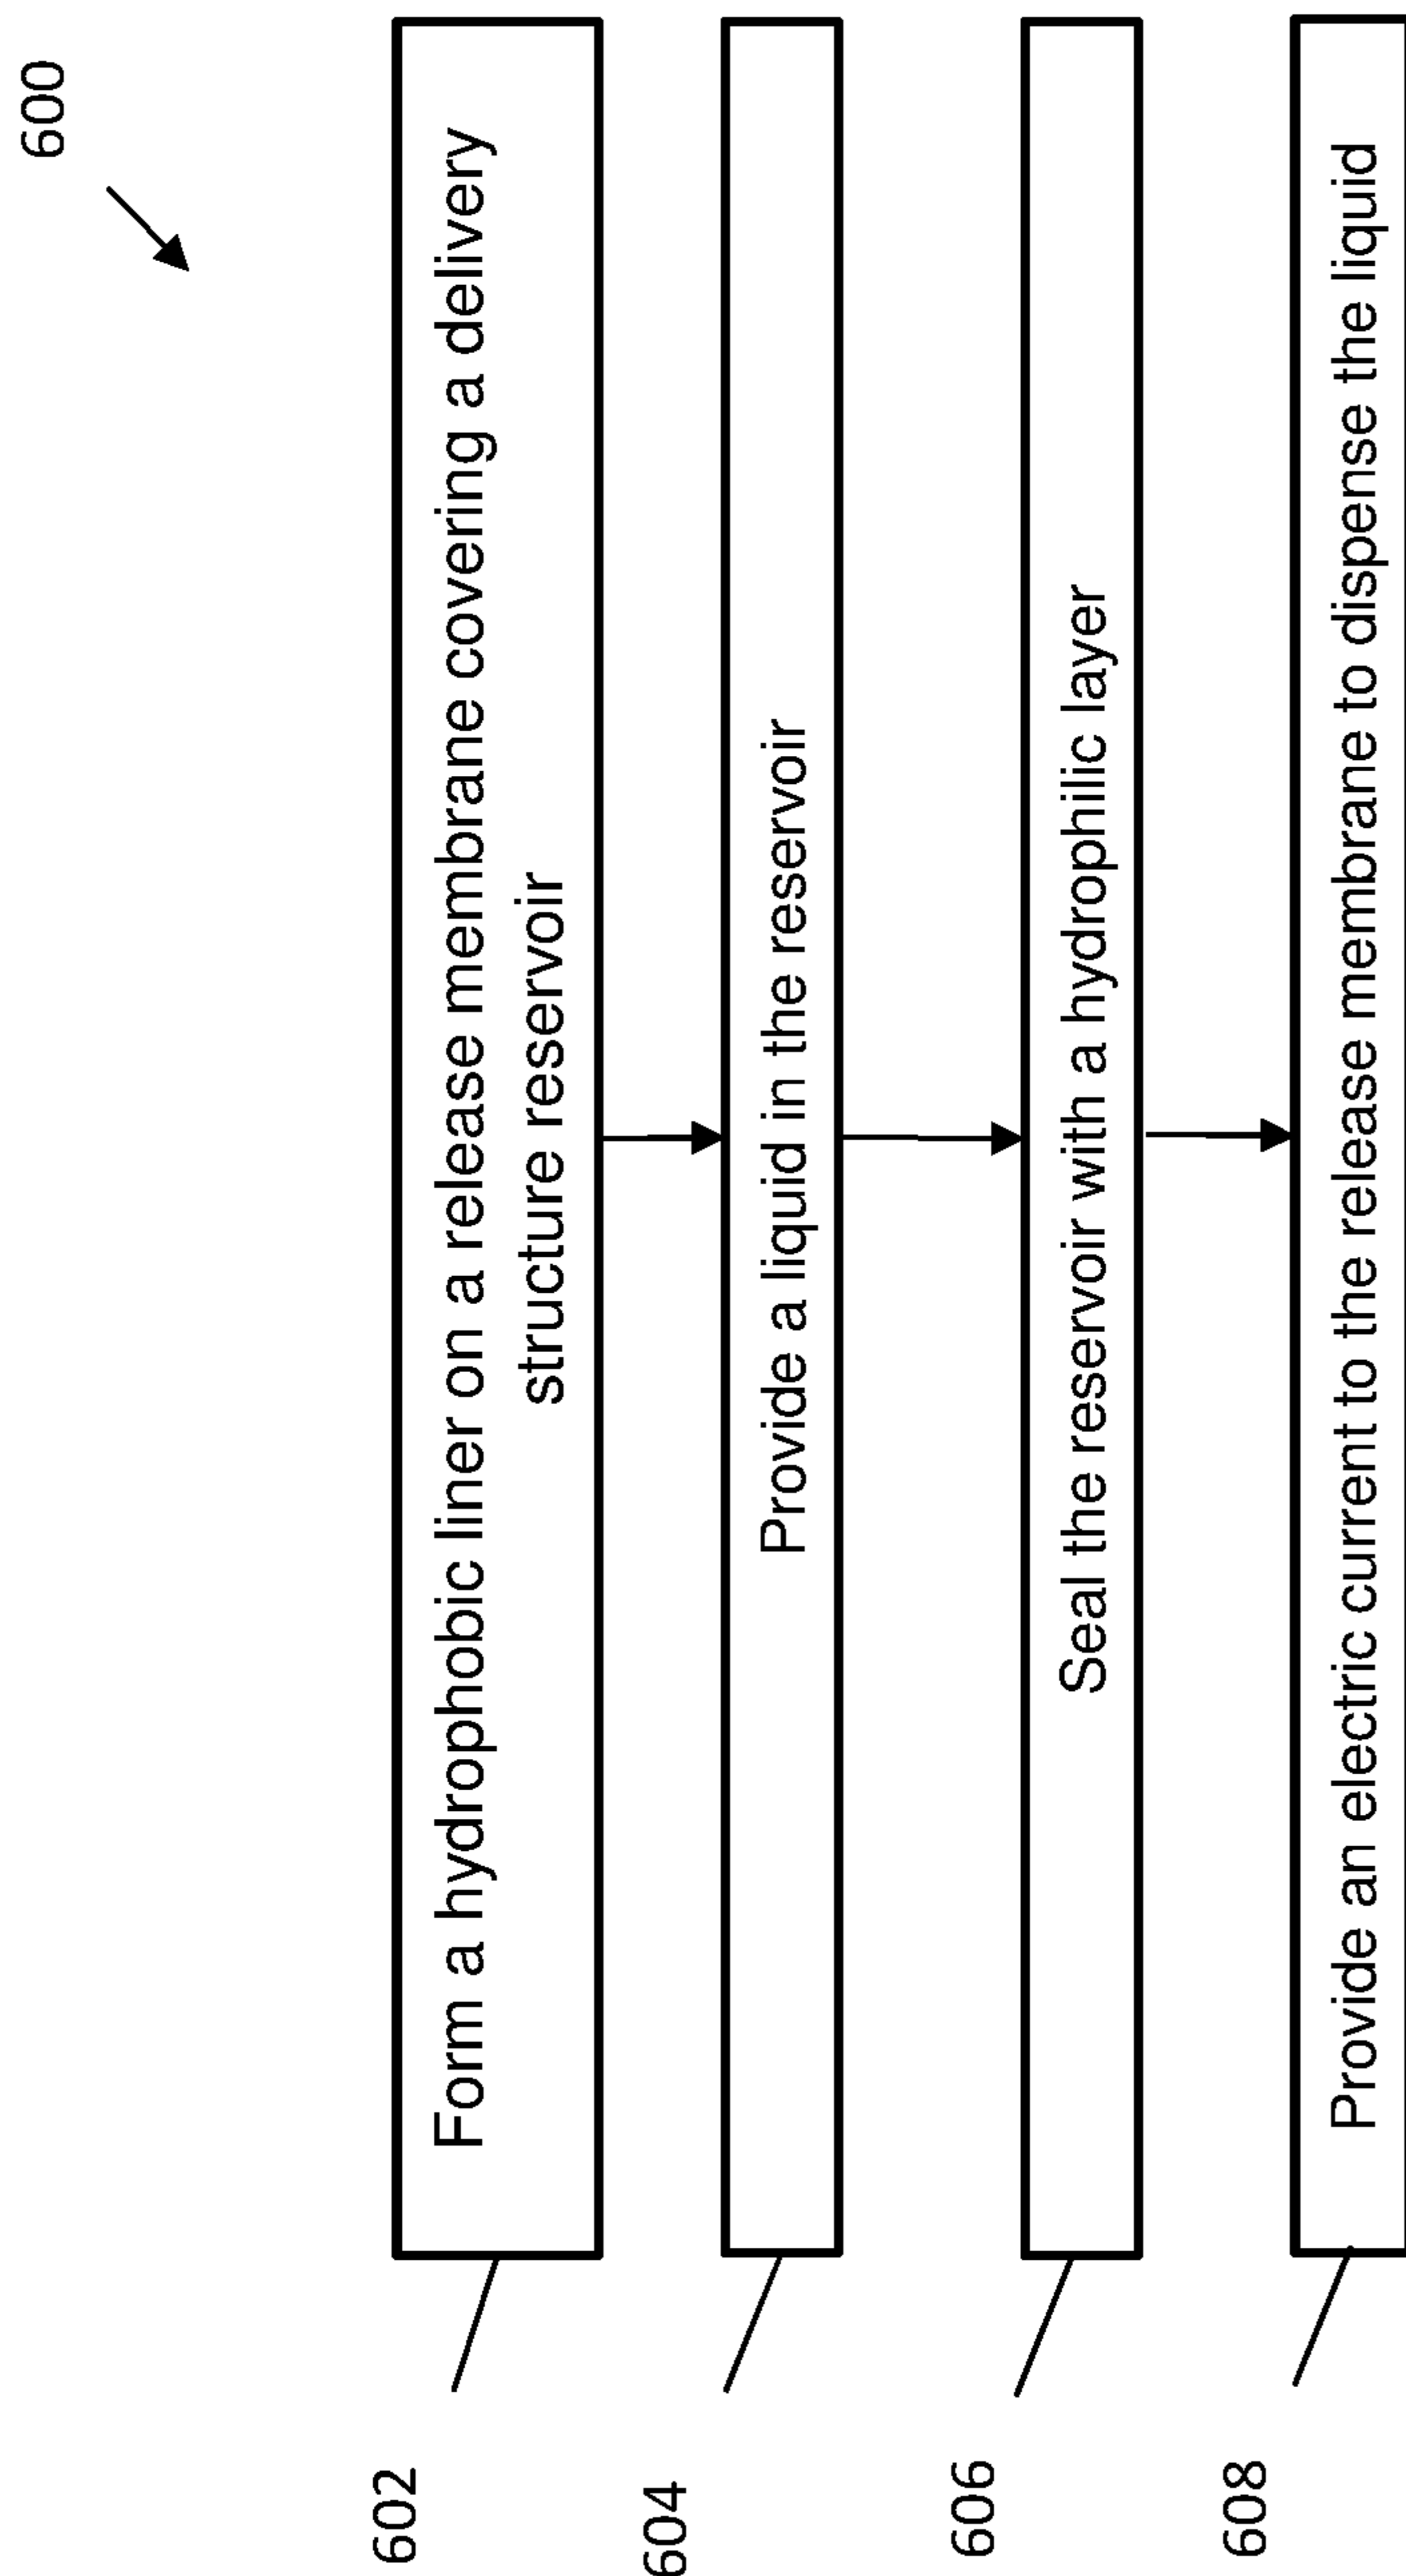 600
602
Form a hydrophobic liner on a release membrane covering a delivery
structure reservoir
604
Provide a liquid in the reservoir
606
Seal the reservoir with a hydrophilic layer
608
Provide an electric current to the release membrane to dispense the liquid